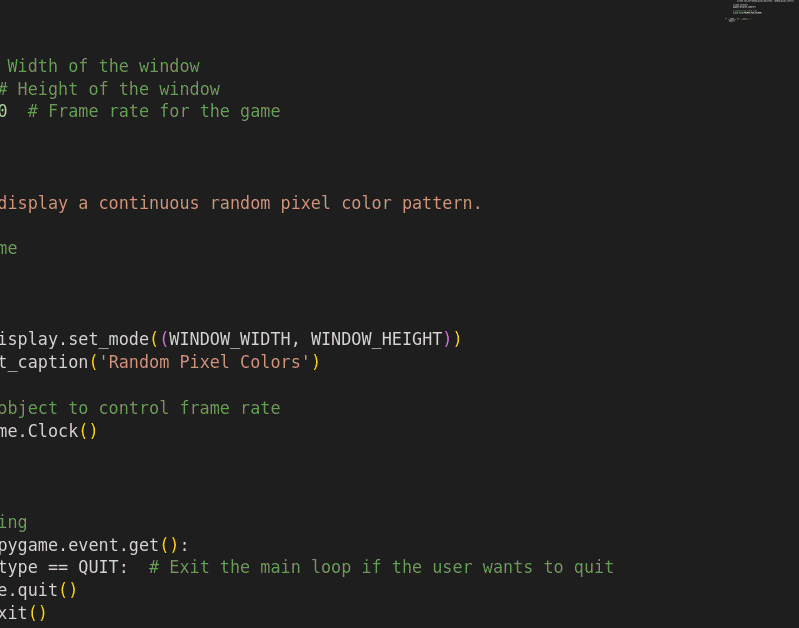 Width of the window
# Height of the window
0  # Frame rate for the game
display a continuous random pixel color pattern.
me
isplay.set_mode((WINDOW_WIDTH, WINDOW_HEIGHT))
t_caption('Random Pixel Colors')
object to control frame rate
me.Clock()
ing
pygame.event.get():
type == QUIT:  # Exit the main loop if the user wants to quit
e.quit()
xit()